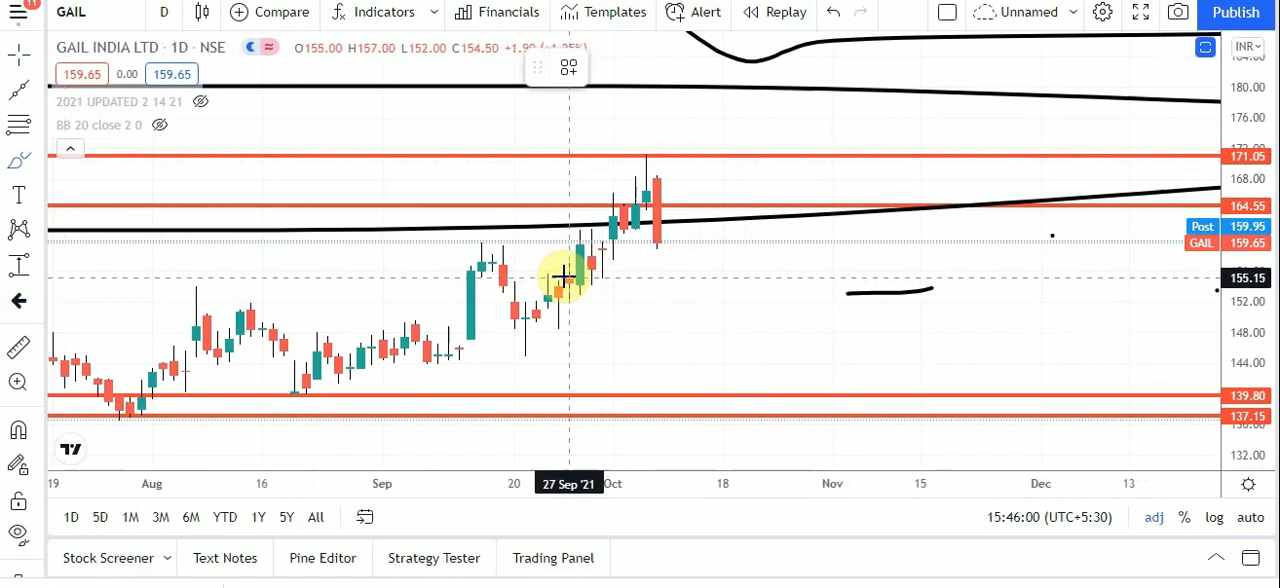 11
GAIL D Compare Indicators Financials Templates Alert Replay Unnamed Publish
GAIL INDIA LTD · 1D · NSE O155.00 H157.00 L152.00 C154.50 +1.90 (+1.25%) INR
159.65 0.00 159.65
2021 UPDATED 2 14 21
BB 20 close 2 0
180.00
176.00
171.05
168.00
164.55
Post 159.95
GAIL 159.65
155.15
152.00
148.00
144.00
139.80
137.15
132.00
19 Aug 16 Sep 20 27 Sep '21 Oct 18 Nov 15 Dec 13
1D 5D 1M 3M 6M YTD 1Y 5Y All 15:46:00 (UTC+5:30) adj % log auto
Stock Screener Text Notes Pine Editor Strategy Tester Trading Panel